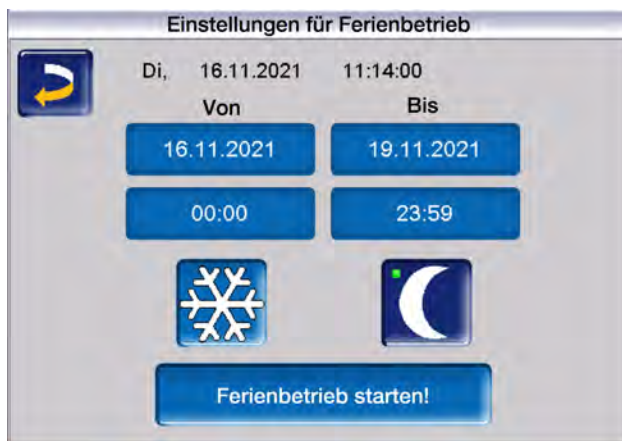 Einstellungen für Ferienbetrieb
Di, 16.11.2021 11:14:00
Von Bis
16.11.2021 19.11.2021
00:00 23:59
Ferienbetrieb starten!